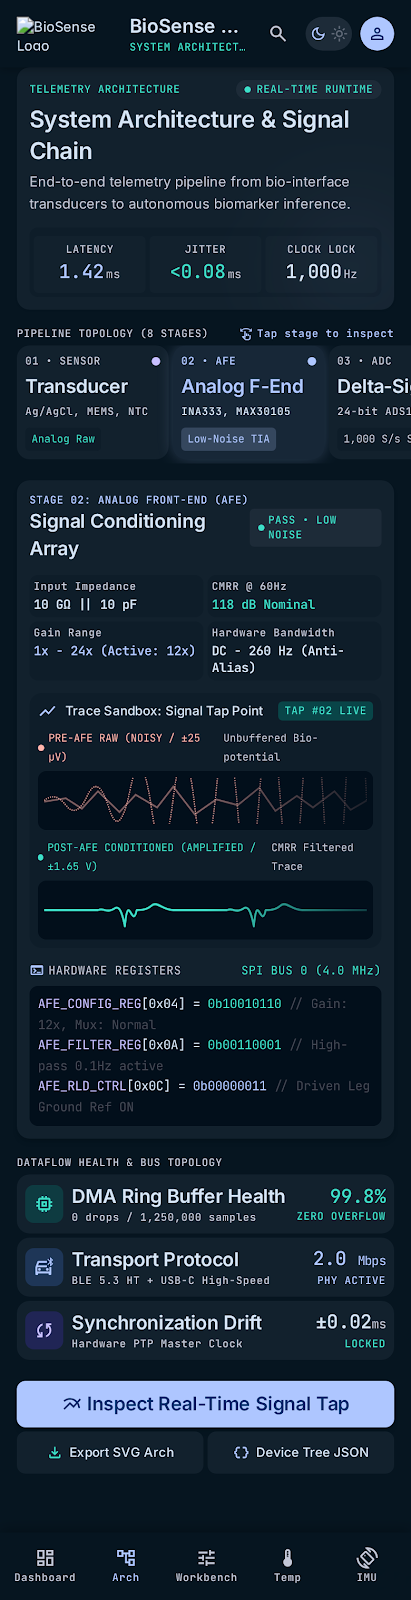 BioSense Logo
BioSense ...
SYSTEM ARCHITECT...
TELEMETRY ARCHITECTURE
REAL-TIME RUNTIME
System Architecture & Signal
Chain
End-to-end telemetry pipeline from bio-interface
transducers to autonomous biomarker inference.
LATENCY
1.42ms
JITTER
<0.08ms
CLOCK LOCK
1,000Hz
PIPELINE TOPOLOGY (8 STAGES)
Tap stage to inspect
01 • SENSOR
Transducer
Ag/AgCl, MEMS, NTC
Analog Raw
02 • AFE
Analog F-End
INA333, MAX30105
Low-Noise TIA
03 • ADC
Delta-Si
24-bit ADS1
1,000 S/s S
STAGE 02: ANALOG FRONT-END (AFE)
Signal Conditioning
Array
PASS • LOW
NOISE
Input Impedance
10 GΩ || 10 pF
CMRR @ 60Hz
118 dB Nominal
Gain Range
1x - 24x (Active: 12x)
Hardware Bandwidth
DC - 260 Hz (Anti-
Alias)
Trace Sandbox: Signal Tap Point
TAP #02 LIVE
PRE-AFE RAW (NOISY / ±25
μV)
Unbuffered Bio-
potential
POST-AFE CONDITIONED (AMPLIFIED /
±1.65 V)
CMRR Filtered
Trace
HARDWARE REGISTERS
SPI BUS 0 (4.0 MHz)
AFE_CONFIG_REG[0x04] = 0b10010110 // Gain:
12x, Mux: Normal
AFE_FILTER_REG[0x0A] = 0b00110001 // High-
pass 0.1Hz active
AFE_RLD_CTRL[0x0C] = 0b00000011 // Driven Leg
Ground Ref ON
DATAFLOW HEALTH & BUS TOPOLOGY
DMA Ring Buffer Health
0 drops / 1,250,000 samples
99.8%
ZERO OVERFLOW
Transport Protocol
BLE 5.3 HT + USB-C High-Speed
2.0 Mbps
PHY ACTIVE
Synchronization Drift
Hardware PTP Master Clock
±0.02ms
LOCKED
Inspect Real-Time Signal Tap
Export SVG Arch
Device Tree JSON
Dashboard
Arch
Workbench
Temp
IMU